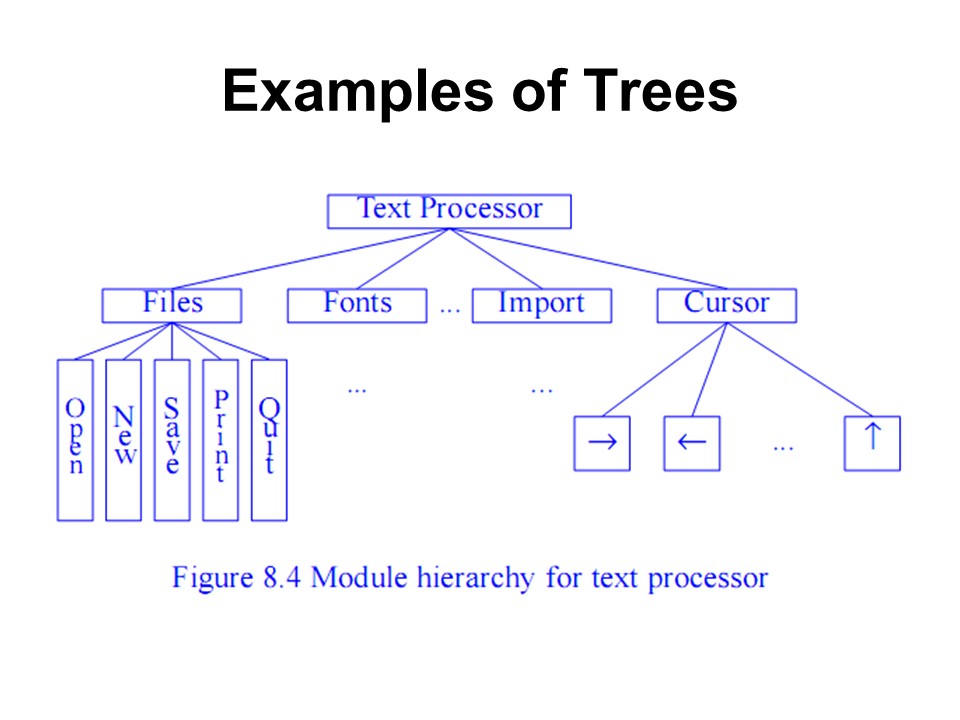 Examples of Trees
Text Processor
Files Fonts ... Import Cursor
Open New Save Print Quit ... ... → ← ... ↑
Figure 8.4 Module hierarchy for text processor